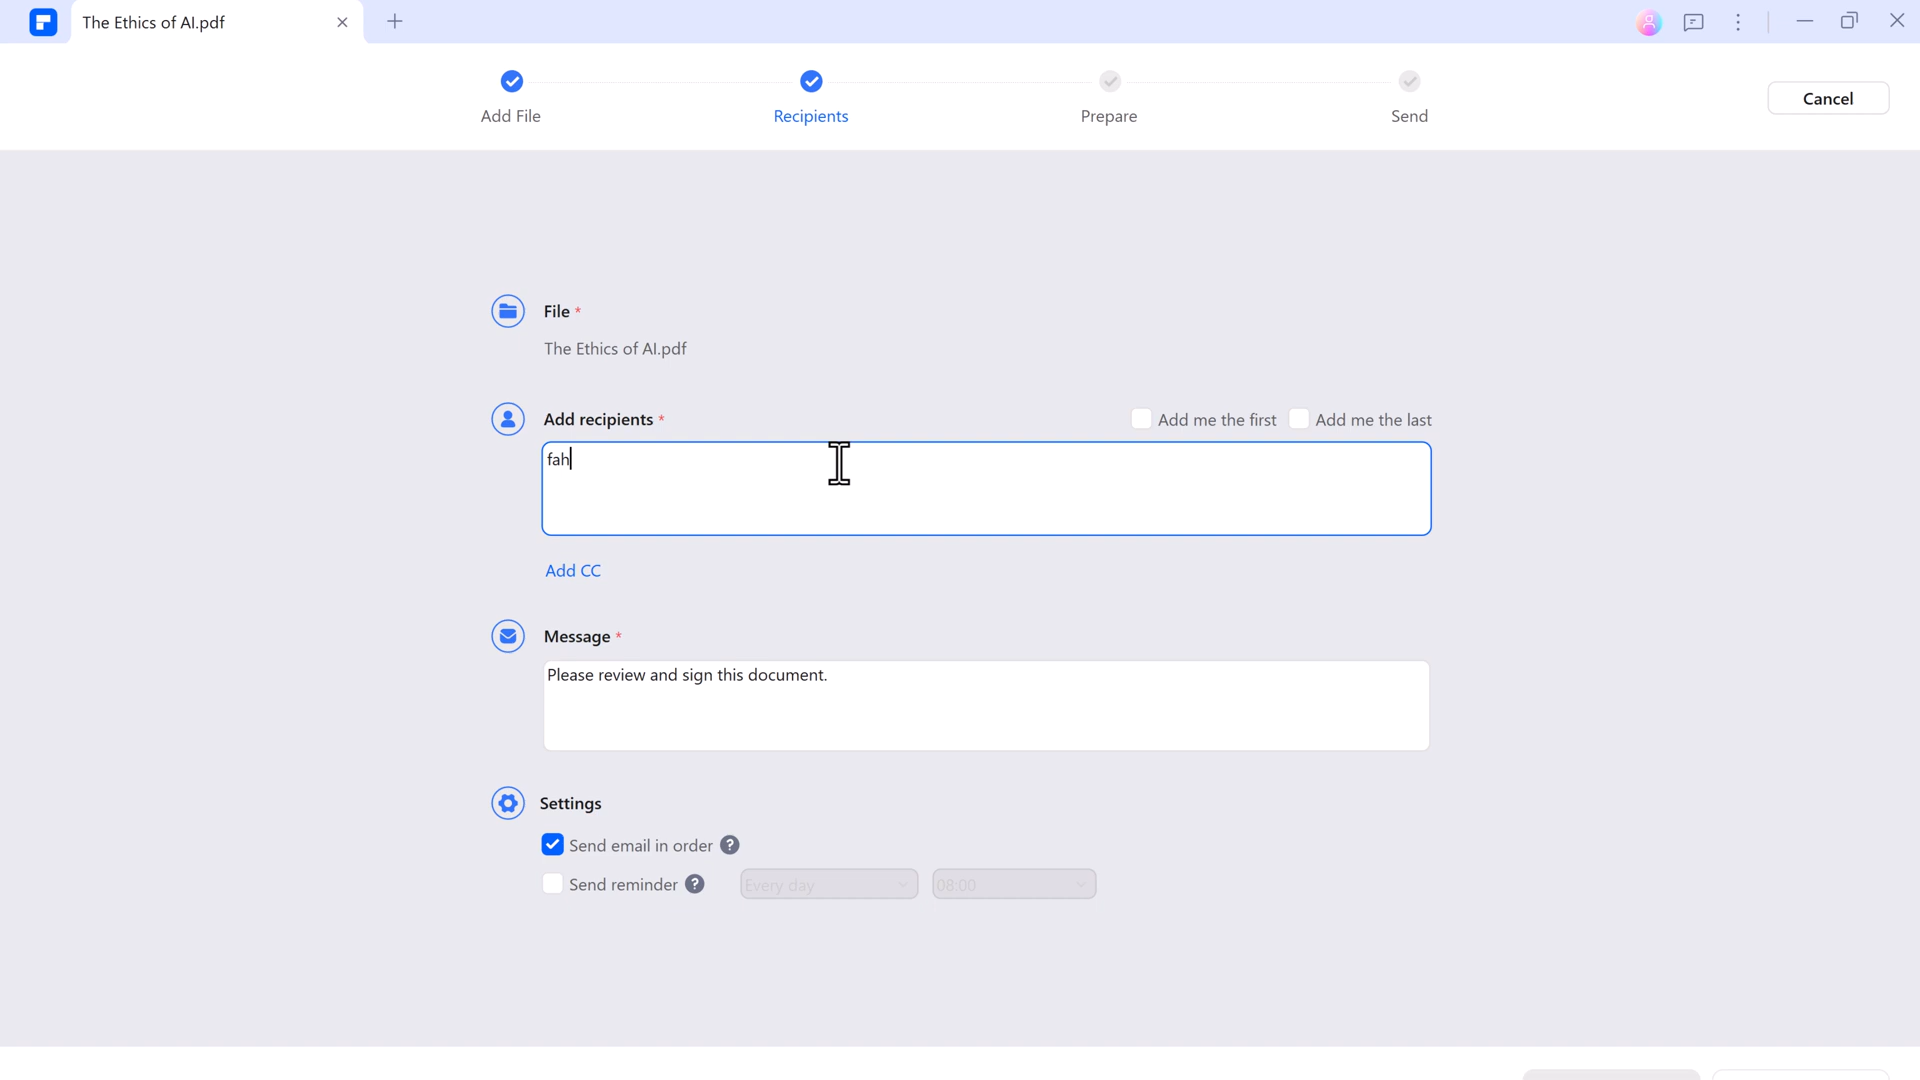 The Ethics of AI.pdf
Add File
Recipients
Prepare
Send
Cancel
File *
The Ethics of AI.pdf
Add recipients *
Add me the first
Add me the last
fah
Add CC
Message *
Please review and sign this document.
Settings
Send email in order ?
Send reminder ?
Every day
08:00